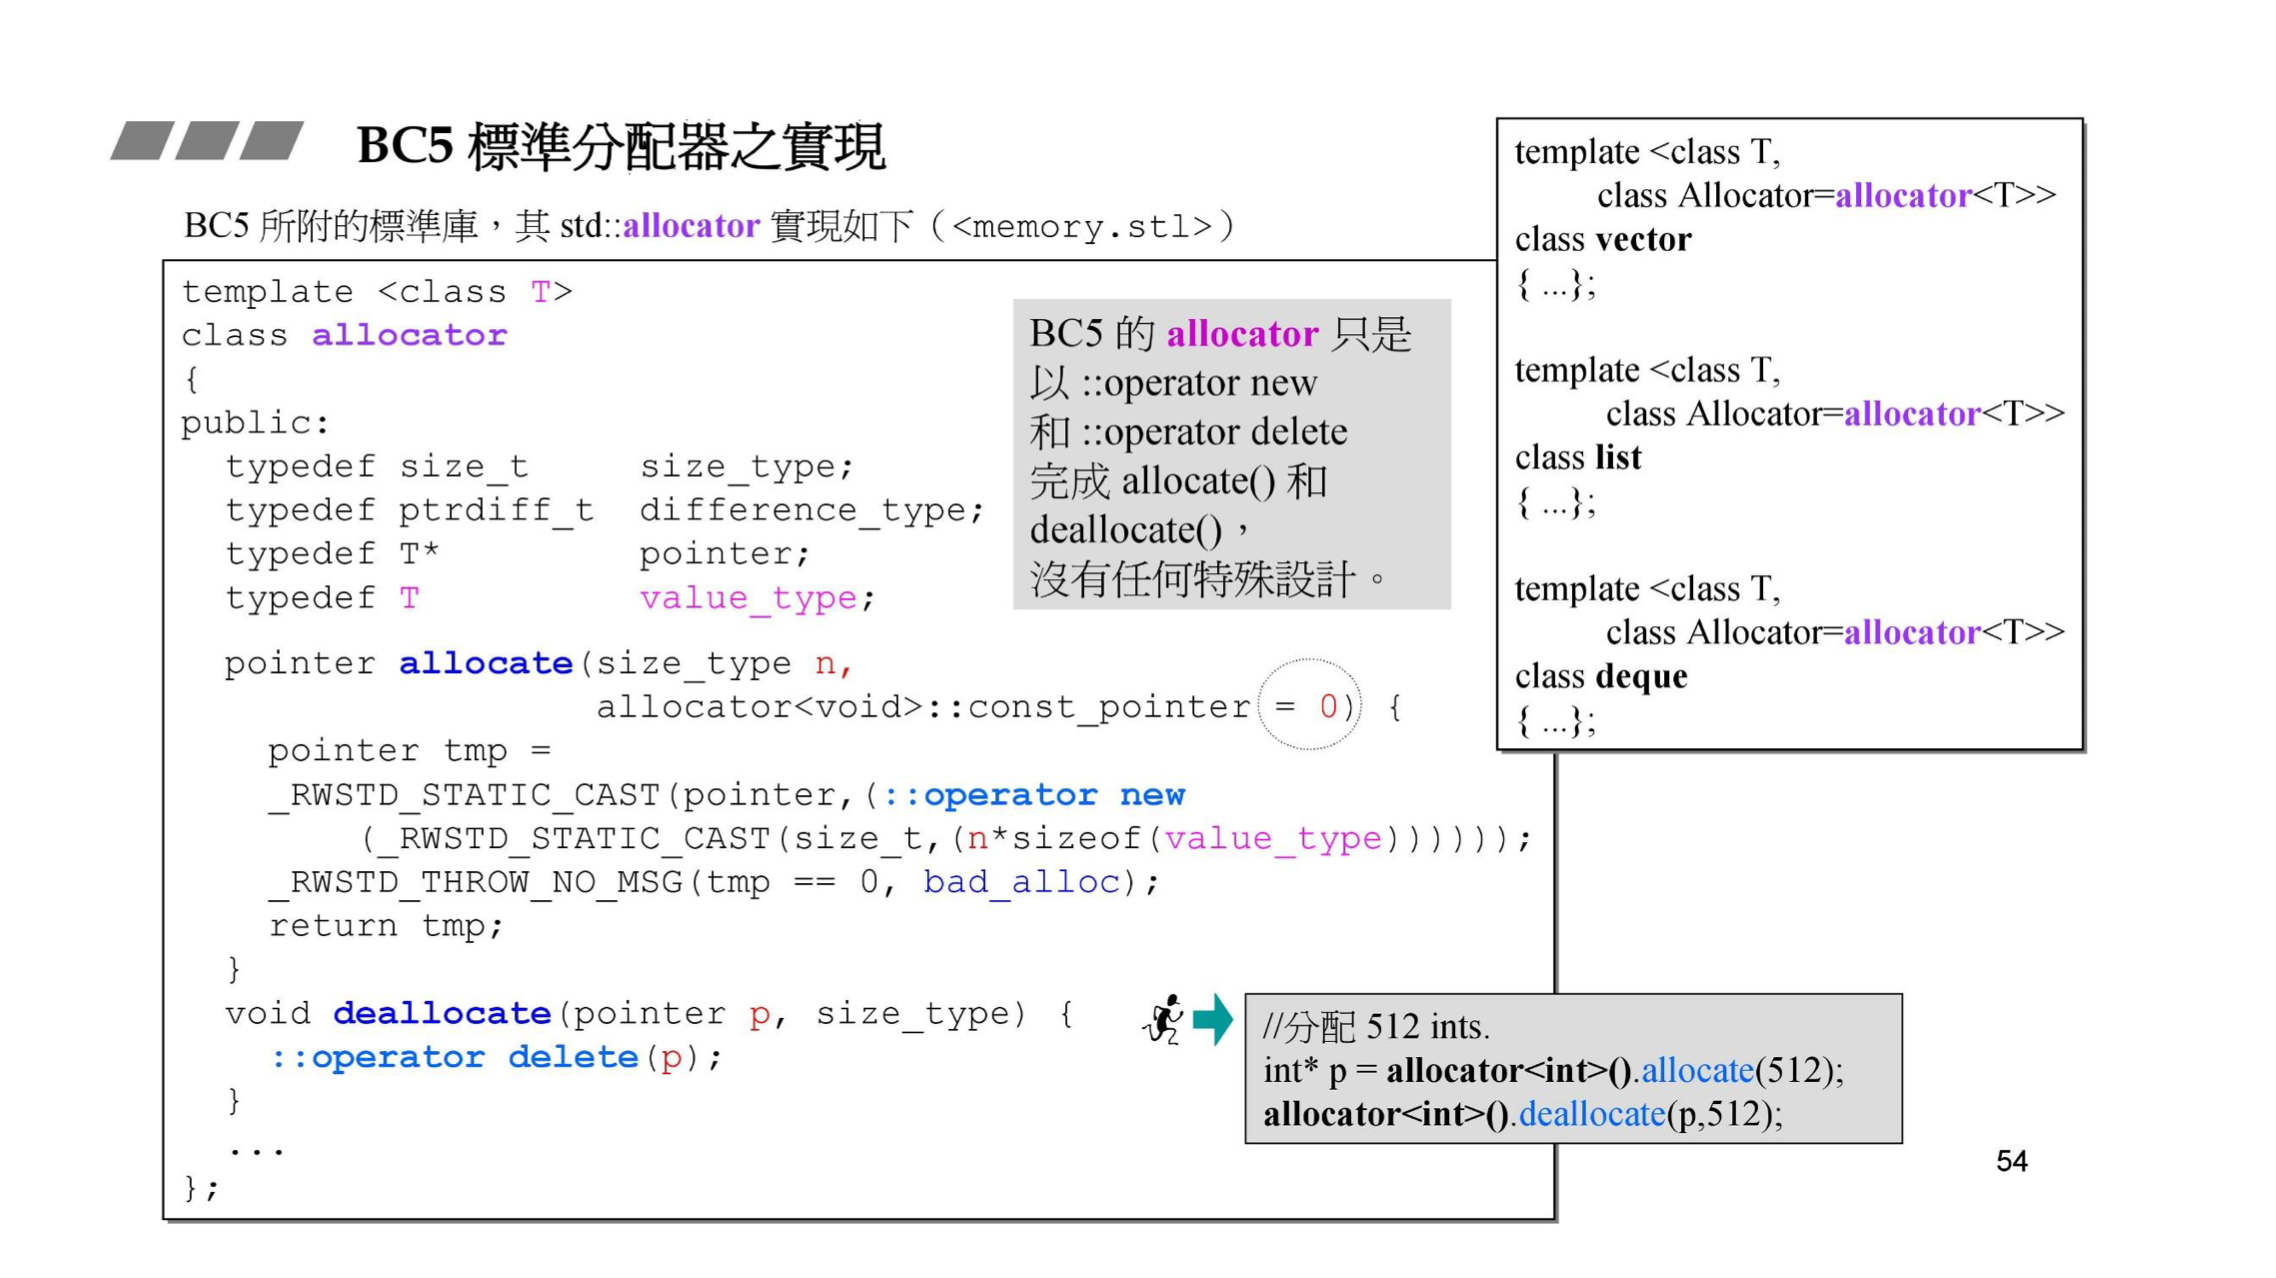 BC5 標準分配器之實現
BC5 所附的標準庫，其 std::allocator 實現如下（<memory.stl>）
template <class T>
class allocator
{
public:
  typedef size_t     size_type;
  typedef ptrdiff_t  difference_type;
  typedef T*         pointer;
  typedef T          value_type;
  pointer allocate(size_type n,
                   allocator<void>::const_pointer = 0) {
    pointer tmp =
    _RWSTD_STATIC_CAST(pointer,(::operator new
        (_RWSTD_STATIC_CAST(size_t,(n*sizeof(value_type))))));
    _RWSTD_THROW_NO_MSG(tmp == 0, bad_alloc);
    return tmp;
  }
  void deallocate(pointer p, size_type) {
    ::operator delete(p);
  }
  ...
};
BC5 的 allocator 只是
以 ::operator new
和 ::operator delete
完成 allocate() 和
deallocate()，
沒有任何特殊設計。
template <class T,
class Allocator=allocator<T>>
class vector
{ ...};
template <class T,
class Allocator=allocator<T>>
class list
{ ...};
template <class T,
class Allocator=allocator<T>>
class deque
{ ...};
//分配 512 ints.
int* p = allocator<int>().allocate(512);
allocator<int>().deallocate(p,512);
54